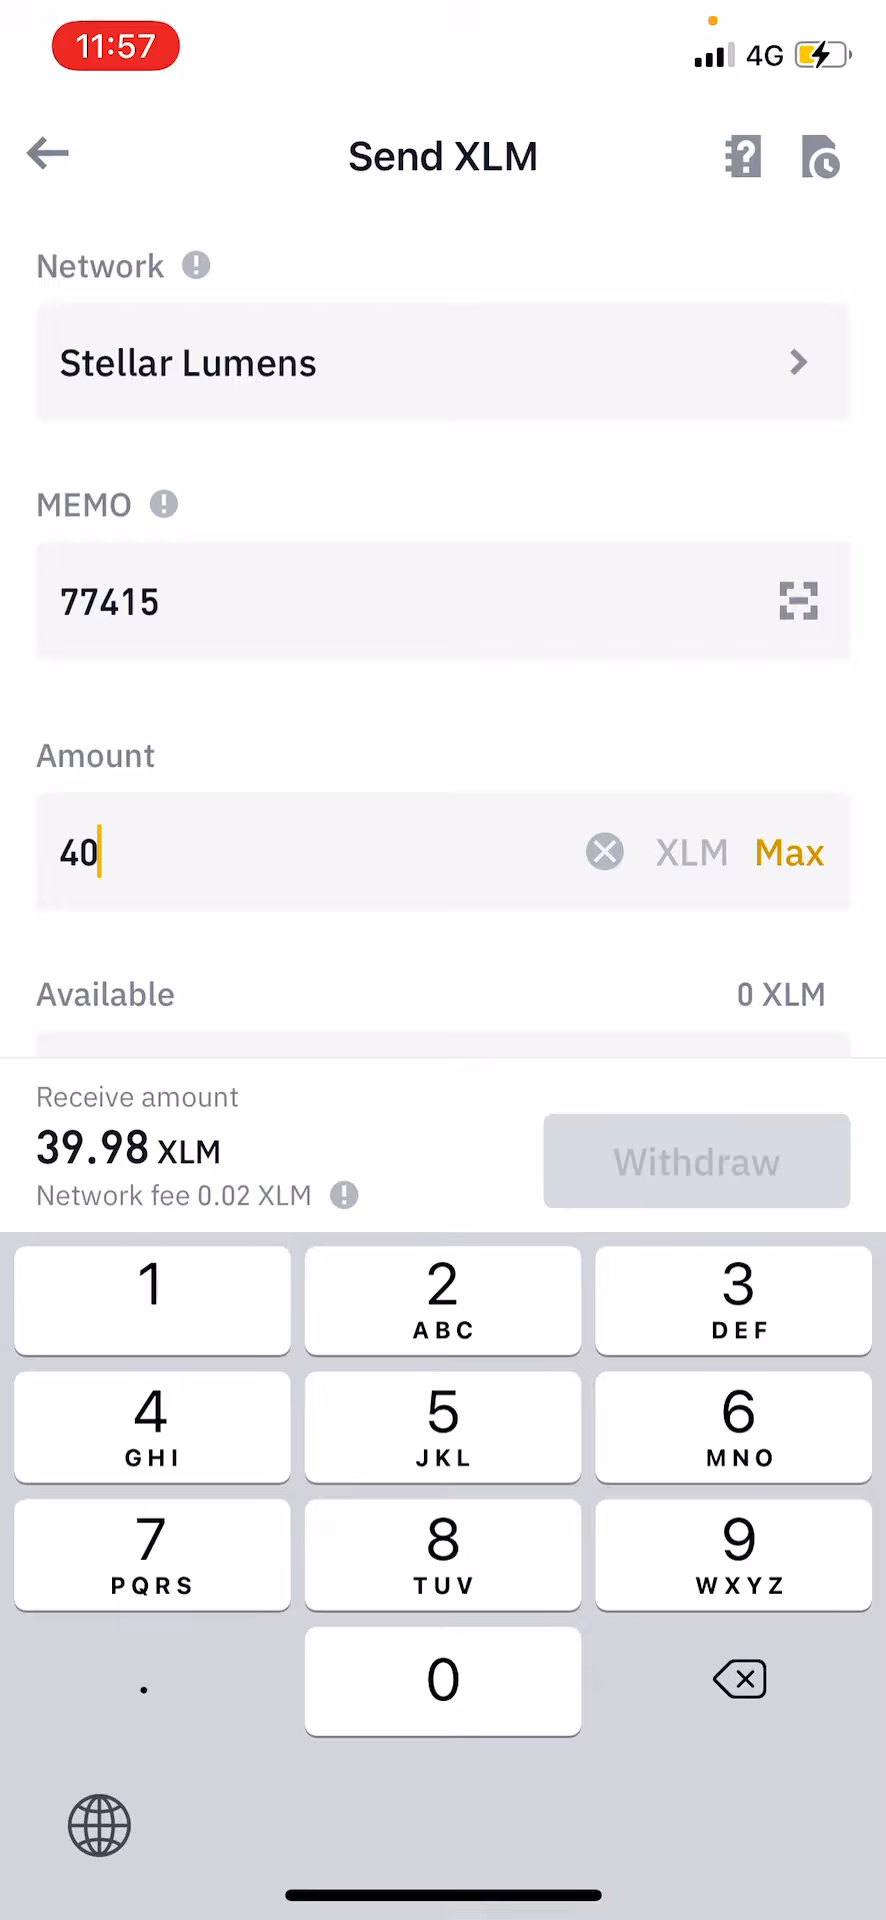 11:57
4G
Send XLM
Network
Stellar Lumens
MEMO
77415
Amount
40
XLM Max
Available 0 XLM
Receive amount
39.98 XLM
Network fee 0.02 XLM
Withdraw
1 2 3
ABC DEF
4 5 6
GHI JKL MNO
7 8 9
PQRS TUV WXYZ
. 0